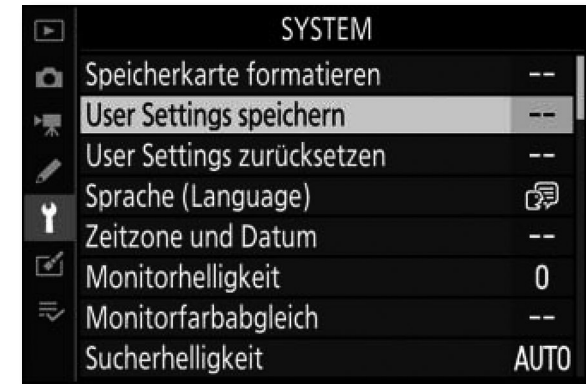 SYSTEM
Speicherkarte formatieren --
User Settings speichern --
User Settings zurücksetzen --
Sprache (Language)
Zeitzone und Datum --
Monitorhelligkeit 0
Monitorfarbabgleich --
Sucherhelligkeit AUTO